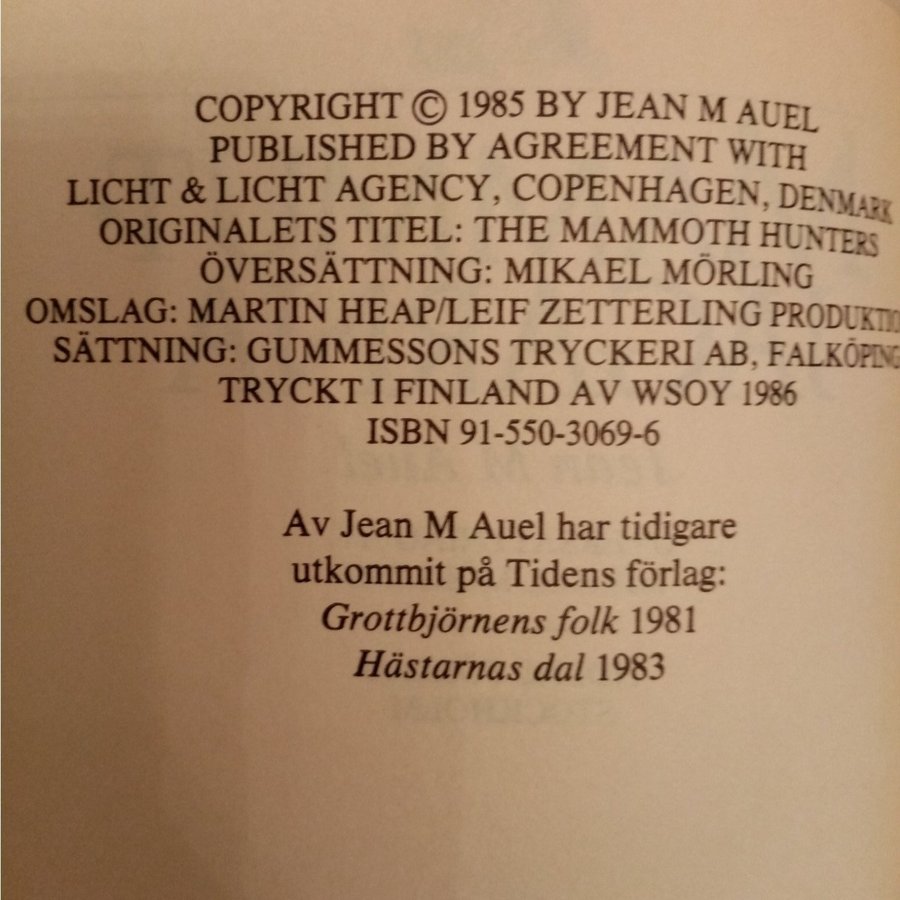 COPYRIGHT © 1985 BY JEAN M AUEL
PUBLISHED BY AGREEMENT WITH
LICHT & LICHT AGENCY, COPENHAGEN, DENMARK
ORIGINALETS TITEL: THE MAMMOTH HUNTERS
ÖVERSÄTTNING: MIKAEL MÖRLING
OMSLAG: MARTIN HEAP/LEIF ZETTERLING PRODUKTIO
SÄTTNING: GUMMESSONS TRYCKERI AB, FALKÖPING
TRYCKT I FINLAND AV WSOY 1986
ISBN 91-550-3069-6
Av Jean M Auel har tidigare
utkommit på Tidens förlag:
Grottbjörnens folk 1981
Hästarnas dal 1983